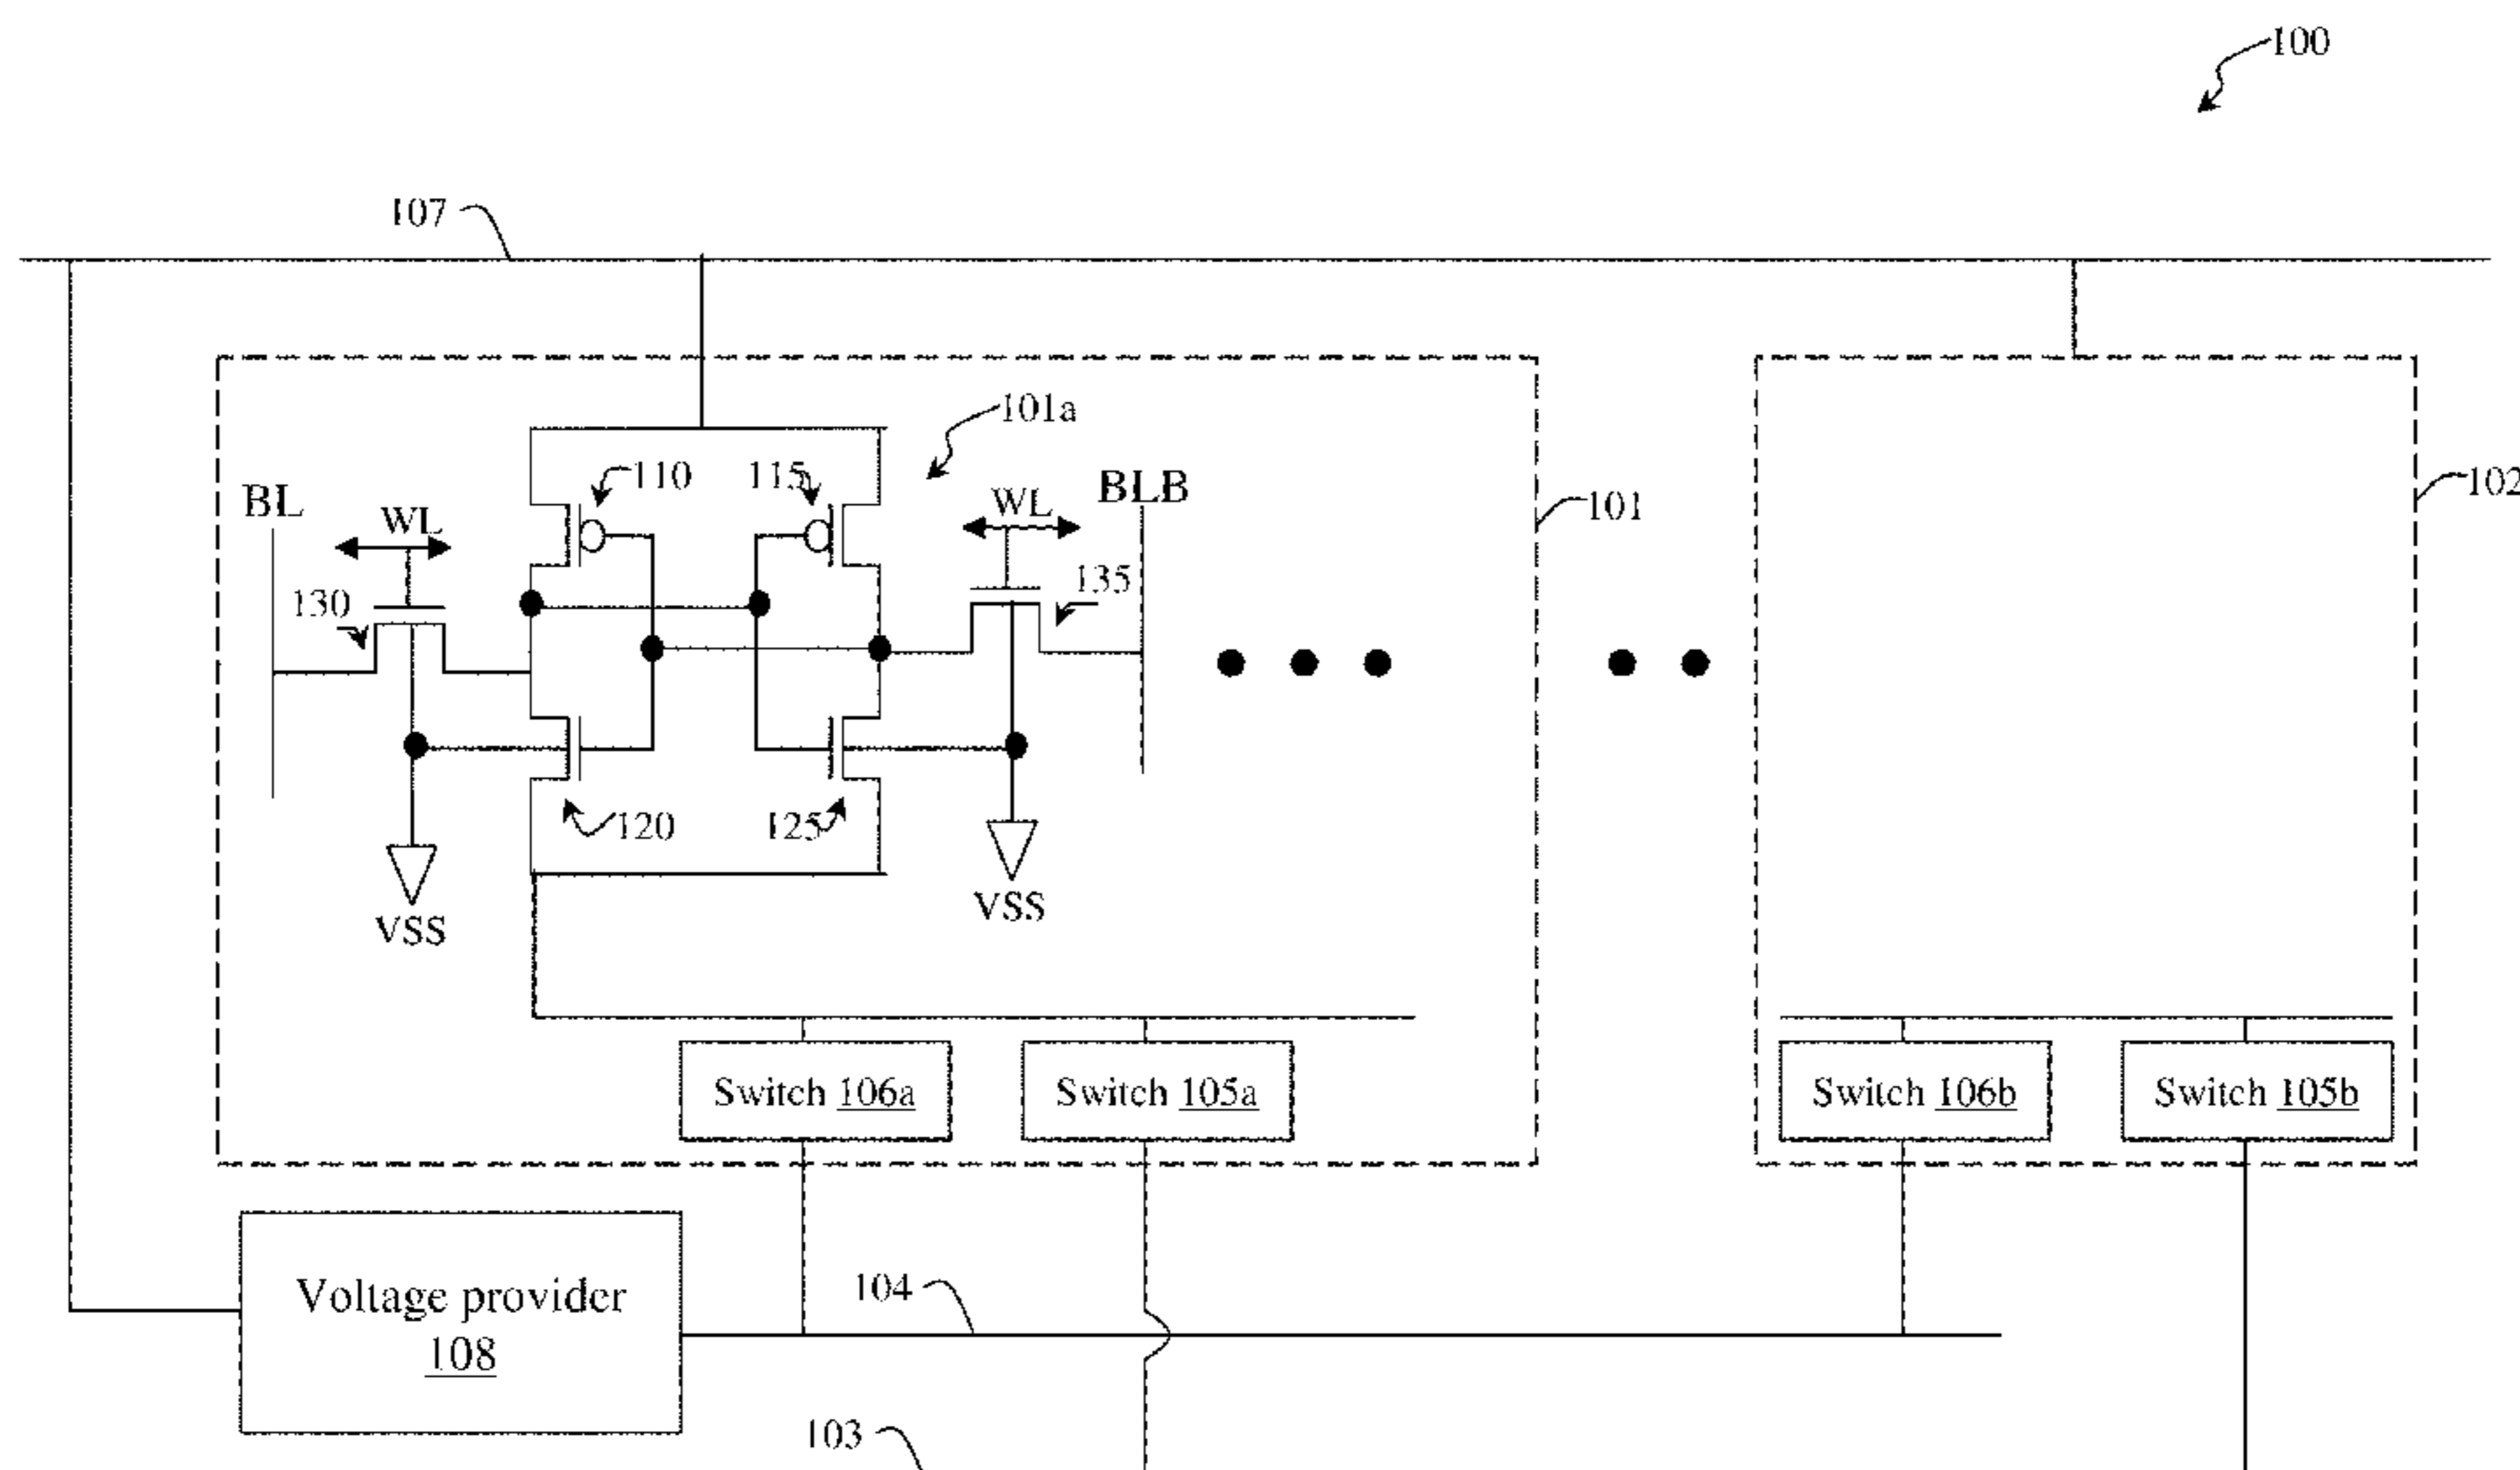 100
107
101a
110
115
BL
WL
WL
BLB
101
102
130
135
120
125
VSS
VSS
Switch 106a
Switch 105a
Switch 106b
Switch 105b
Voltage provider
108
104
103